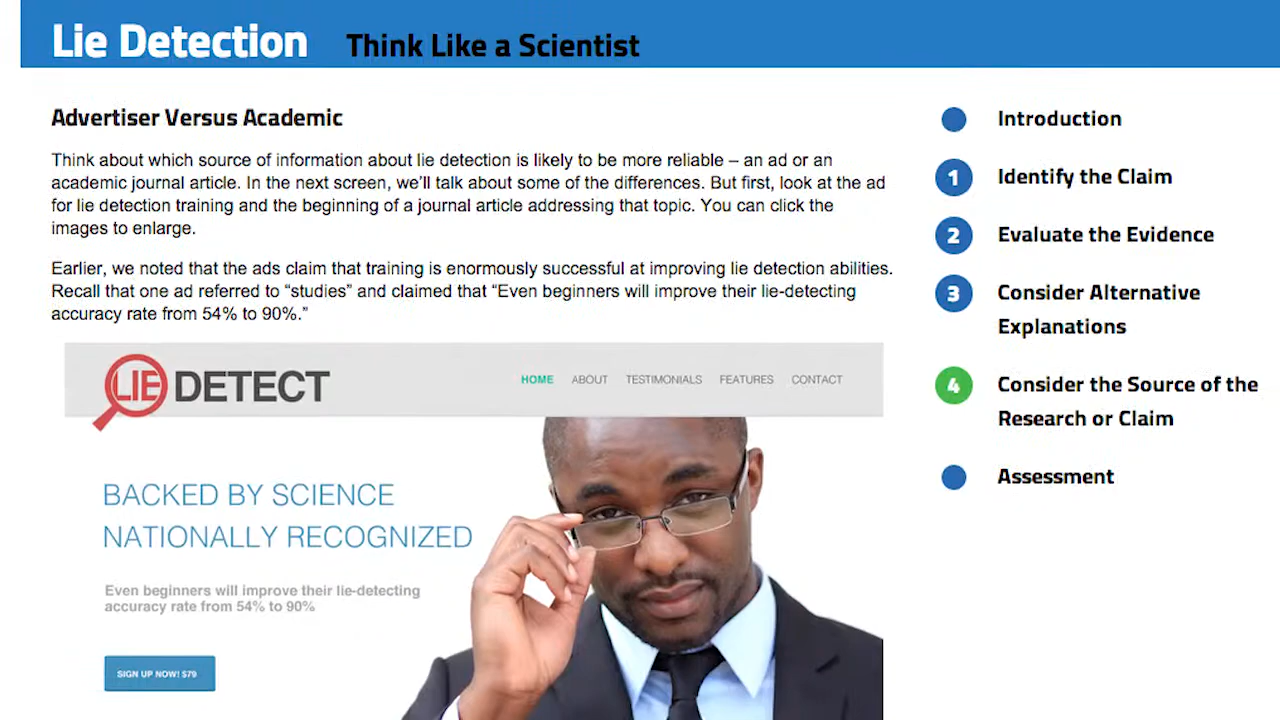 Lie Detection Think Like a Scientist
Advertiser Versus Academic
Think about which source of information about lie detection is likely to be more reliable – an ad or an
academic journal article. In the next screen, we’ll talk about some of the differences. But first, look at the ad
for lie detection training and the beginning of a journal article addressing that topic. You can click the
images to enlarge.
Earlier, we noted that the ads claim that training is enormously successful at improving lie detection abilities.
Recall that one ad referred to “studies” and claimed that “Even beginners will improve their lie-detecting
accuracy rate from 54% to 90%.”
LIE DETECT
HOME ABOUT TESTIMONIALS FEATURES CONTACT
BACKED BY SCIENCE
NATIONALLY RECOGNIZED
Even beginners will improve their lie-detecting
accuracy rate from 54% to 90%
SIGN UP NOW! $79
Introduction
1 Identify the Claim
2 Evaluate the Evidence
3 Consider Alternative
Explanations
4 Consider the Source of the
Research or Claim
Assessment